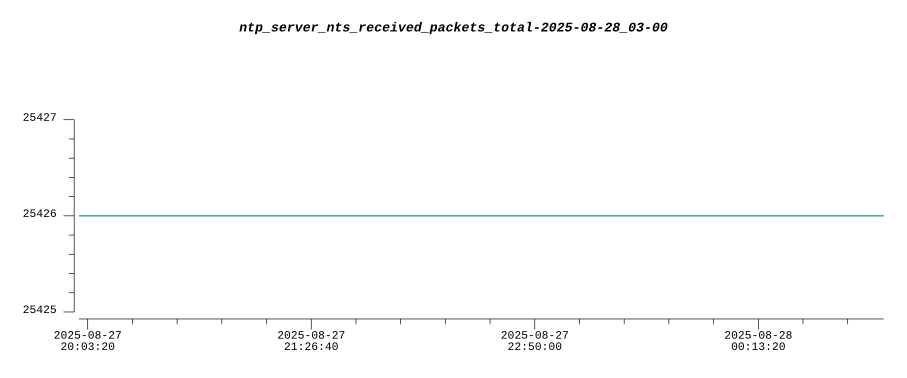 ntp_server_nts_received_packets_total-2025-08-28_03-00
25427
25426
25425
2025-08-27 2025-08-27 2025-08-27 2025-08-28
20:03:20 21:26:40 22:50:00 00:13:20